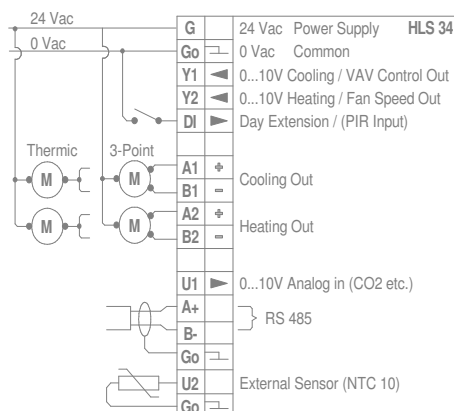 24 Vac
G 24 Vac Power Supply HLS 34
0 Vac
Go 0 Vac Common
Y1 0...10V Cooling / VAV Control Out
Y2 0...10V Heating / Fan Speed Out
DI Day Extension / (PIR Input)
Thermic 3-Point
M M A1 + Cooling Out
B1 -
M M A2 + Heating Out
B2 -
U1 0...10V Analog in (CO2 etc.)
A+ RS 485
B-
Go
U2 External Sensor (NTC 10)
Go